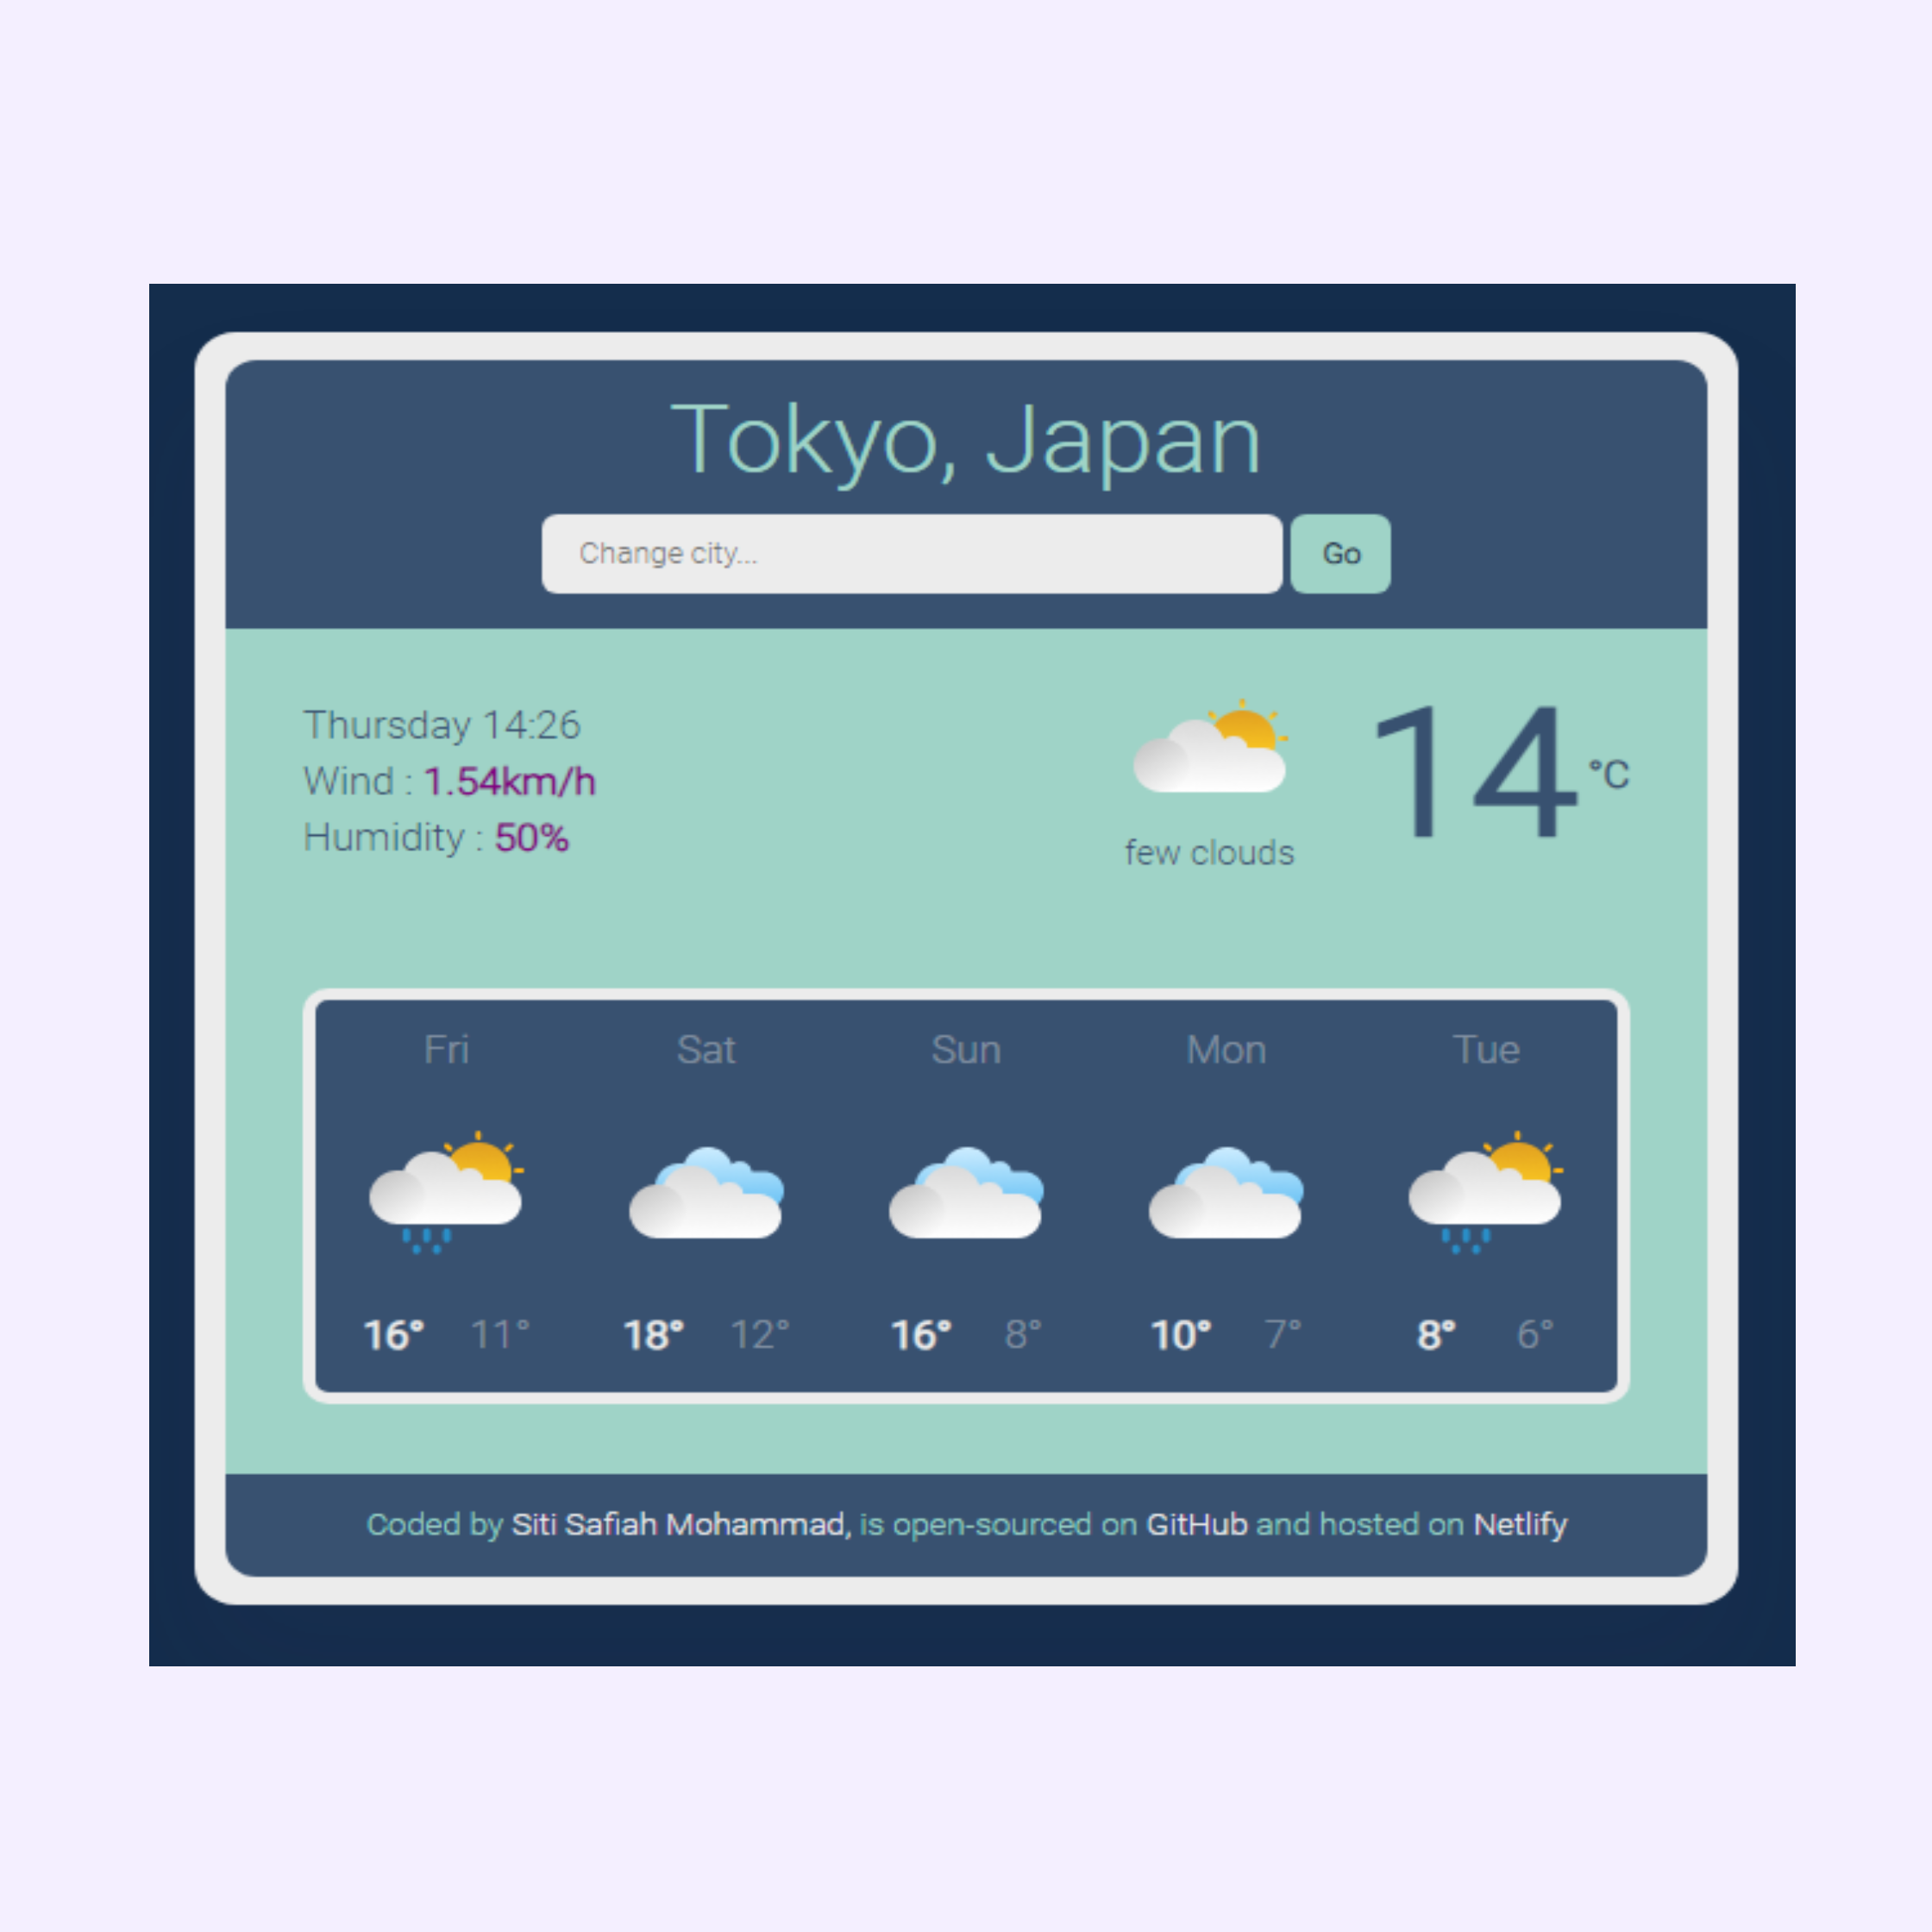 Tokyo, Japan
Change city...
Go
Thursday 14:26
Wind : 1.54km/h
Humidity : 50%
few clouds
14 °C
Fri Sat Sun Mon Tue
16° 11° 18° 12° 16° 8° 10° 7° 8° 6°
Coded by Siti Safiah Mohammad, is open-sourced on GitHub and hosted on Netlify